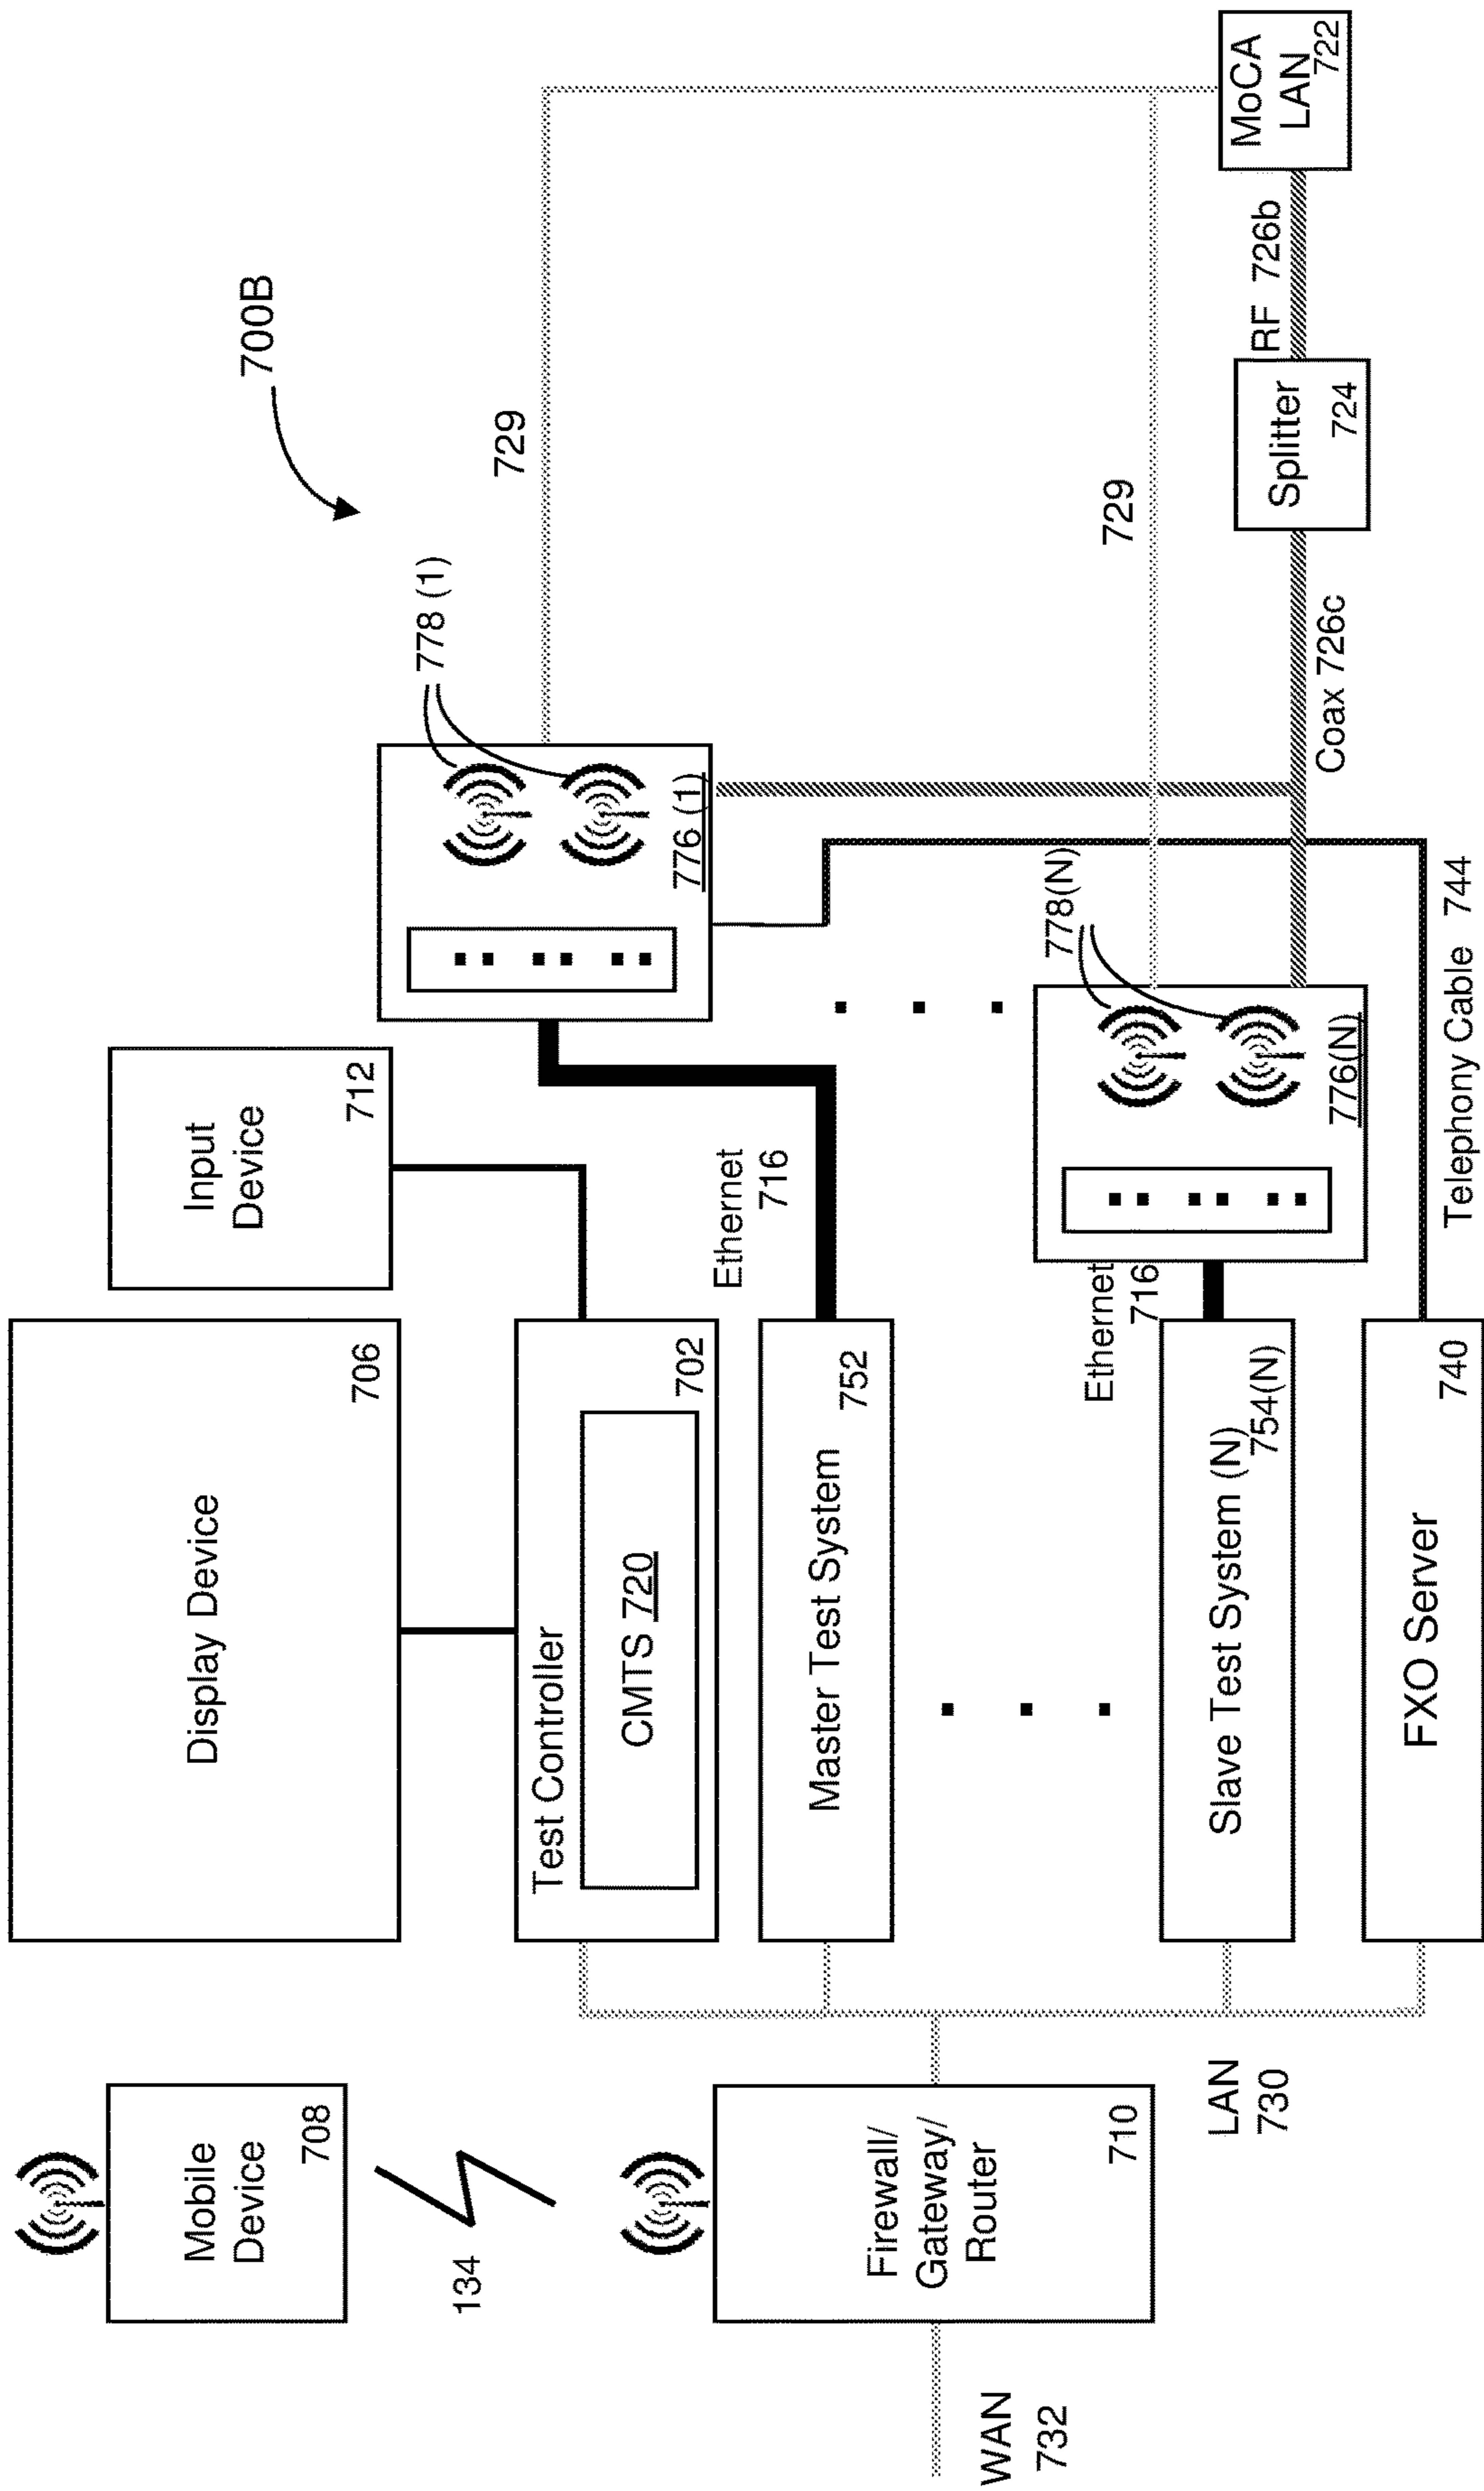 700B
Mobile
Device
708
134
Firewall/
Gateway/
Router
710
WAN
732
LAN
730
Display Device
706
Input
Device
712
Test Controller
702
CMTS 720
Master Test System
752
Ethernet
716
Slave Test System (N)
754(N)
Ethernet
716
FXO Server
740
776 (1)
778 (1)
776(N)
778(N)
729
729
Telephony Cable 744
Coax 726c
Splitter
724
RF 726b
MoCA
LAN
722